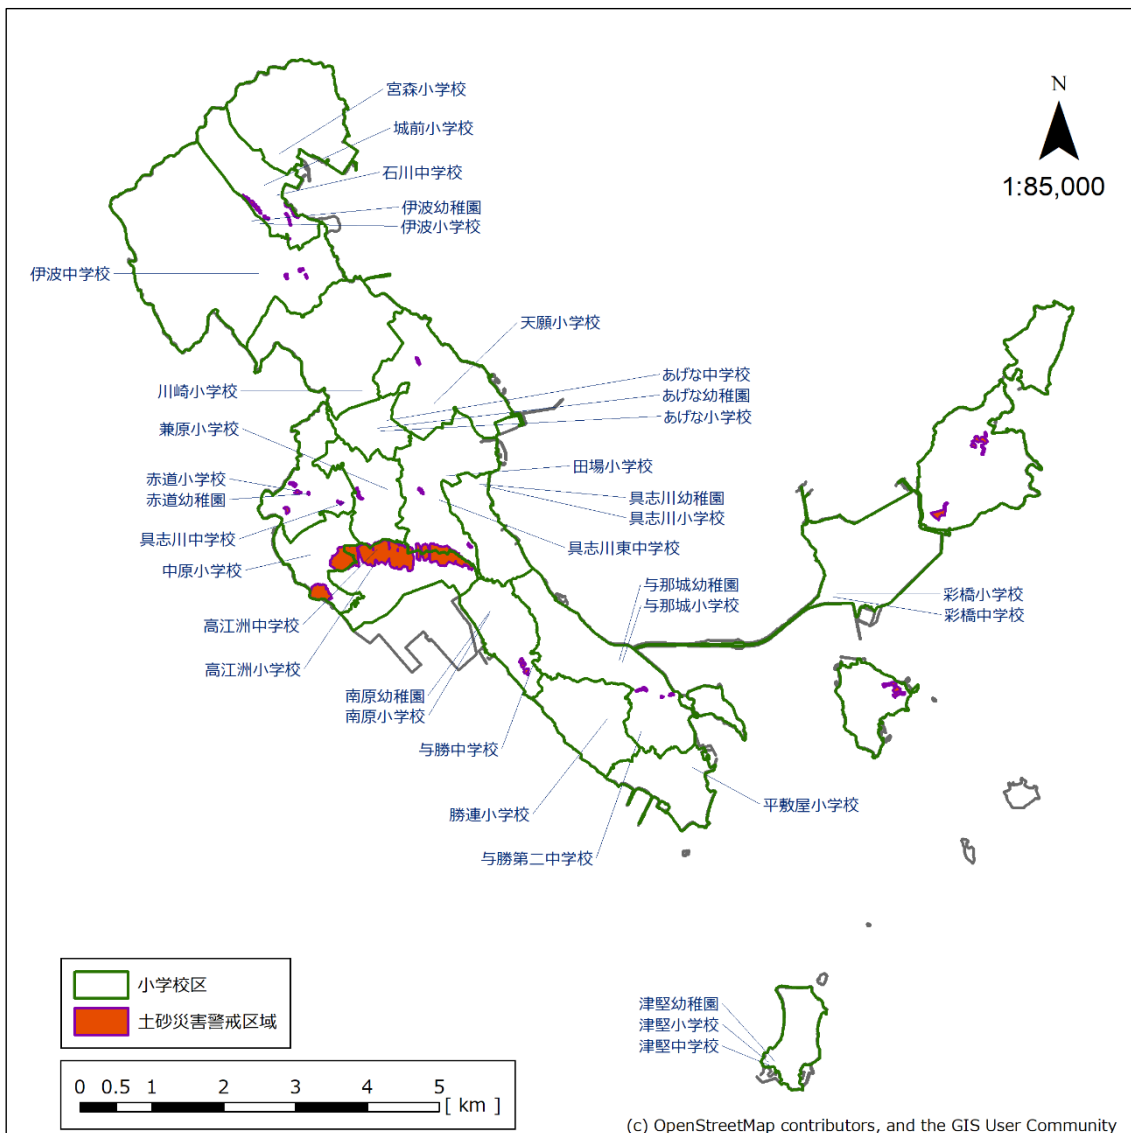 宮森小学校
N
城前小学校
石川中学校
1:85,000
伊波幼稚園
伊波小学校
伊波中学校
天願小学校
川崎小学校
あげな中学校
あげな幼稚園
あげな小学校
兼原小学校
田場小学校
赤道小学校
赤道幼稚園
具志川幼稚園
具志川小学校
具志川中学校
具志川東中学校
中原小学校
与那城幼稚園
与那城小学校
彩橋小学校
彩橋中学校
高江洲中学校
高江洲小学校
南原幼稚園
南原小学校
与勝中学校
平敷屋小学校
勝連小学校
与勝第二中学校
小学校区
土砂災害警戒区域
津堅幼稚園
津堅小学校
津堅中学校
0 0.5 1 2 3 4 5 [ km ]
(c) OpenStreetMap contributors, and the GIS User Community